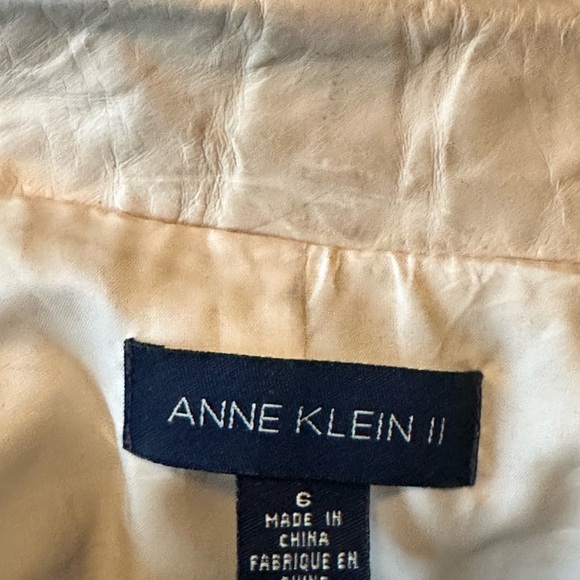 ANNE KLEIN II
6
MADE IN
CHINA
FABRIQUE EN